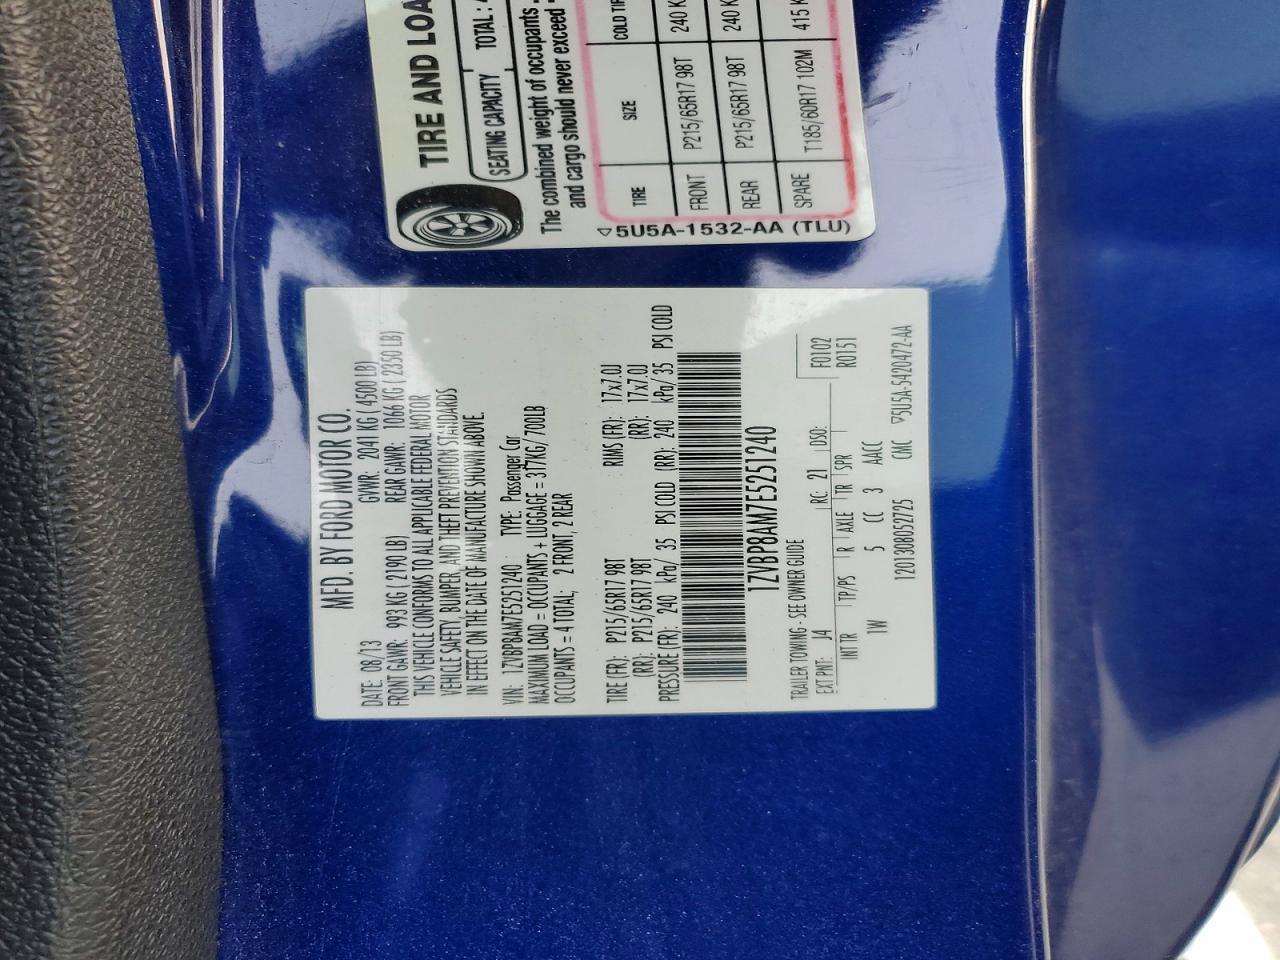 TIRE AND LOA
SEATING CAPACITY TOTAL:
The combined weight of occupants
and cargo should never exceed
TIRE SIZE COLD TIR
FRONT P215/65R17 98T 240 K
REAR P215/65R17 98T 240 K
SPARE T185/60R17 102M 415 K
5U5A-1532-AA (TLU)
MFD. BY FORD MOTOR CO.
DATE: 08/13 GVWR: 2041 KG ( 4500 LB)
FRONT GAWR: 993 KG ( 2190 LB) REAR GAWR: 1066 KG ( 2350 LB)
THIS VEHICLE CONFORMS TO ALL APPLICABLE FEDERAL MOTOR
VEHICLE SAFETY, BUMPER, AND THEFT PREVENTION STANDARDS
IN EFFECT ON THE DATE OF MANUFACTURE SHOWN ABOVE.
VIN: 1ZVBP8AM7E5251240 TYPE: Passenger Car
MAXIMUM LOAD = OCCUPANTS + LUGGAGE = 317KG/700LB
OCCUPANTS = 4 TOTAL; ( 2 FRONT, 2 REAR
TIRE (FR): P215/65R17 98T RIMS (FR): 17x7.0J
(RR): P215/65R17 98T (RR): 17x7.0J
PRESSURE (FR): 240 kPa/ 35 PSI COLD (RR): 240 kPa/ 35 PSI COLD
1ZVBP8AM7E5251240
TRAILER TOWING - SEE OWNER GUIDE F0102
EXT PNT: J4 RC: 21 DSO: R0151
INT TR TP/PS R AXLE TR SPR
1W 5 CC 3 AACC
1201308052725 CMC ▽5U5A-5420472-AA